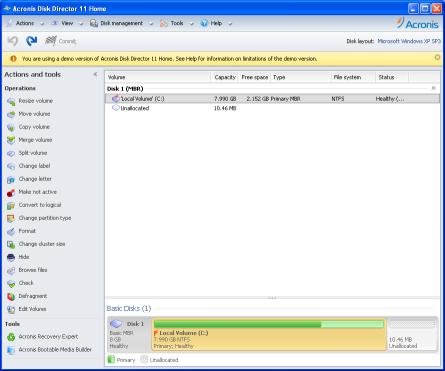 Acronis Disk Director 11 Home
Actions View Disk management Tools Help
Acronis
Commit
Disk layout: Microsoft Windows XP SP3
You are using a demo version of Acronis Disk Director 11 Home. See Help for information on limitations of the demo version.
Actions and tools
Operations
Resize volume
Move volume
Copy volume
Merge volume
Split volume
Change label
Change letter
Make not active
Convert to logical
Change partition type
Format
Change cluster size
Hide
Browse files
Check
Defragment
Edit Volume
Tools
Acronis Recovery Expert
Acronis Bootable Media Builder
Volume Capacity Free space Type File system Status
Disk 1 (MBR)
'Local Volume' (C:) 7.990 GB 2.152 GB Primary MBR NTFS Healthy (...
Unallocated 10.46 MB
Basic Disks (1)
Disk 1
Basic MBR
8 GB
Healthy
Local Volume (C:)
7.990 GB NTFS
Primary; Healthy
10.46 MB
Unallocated
Primary Unallocated